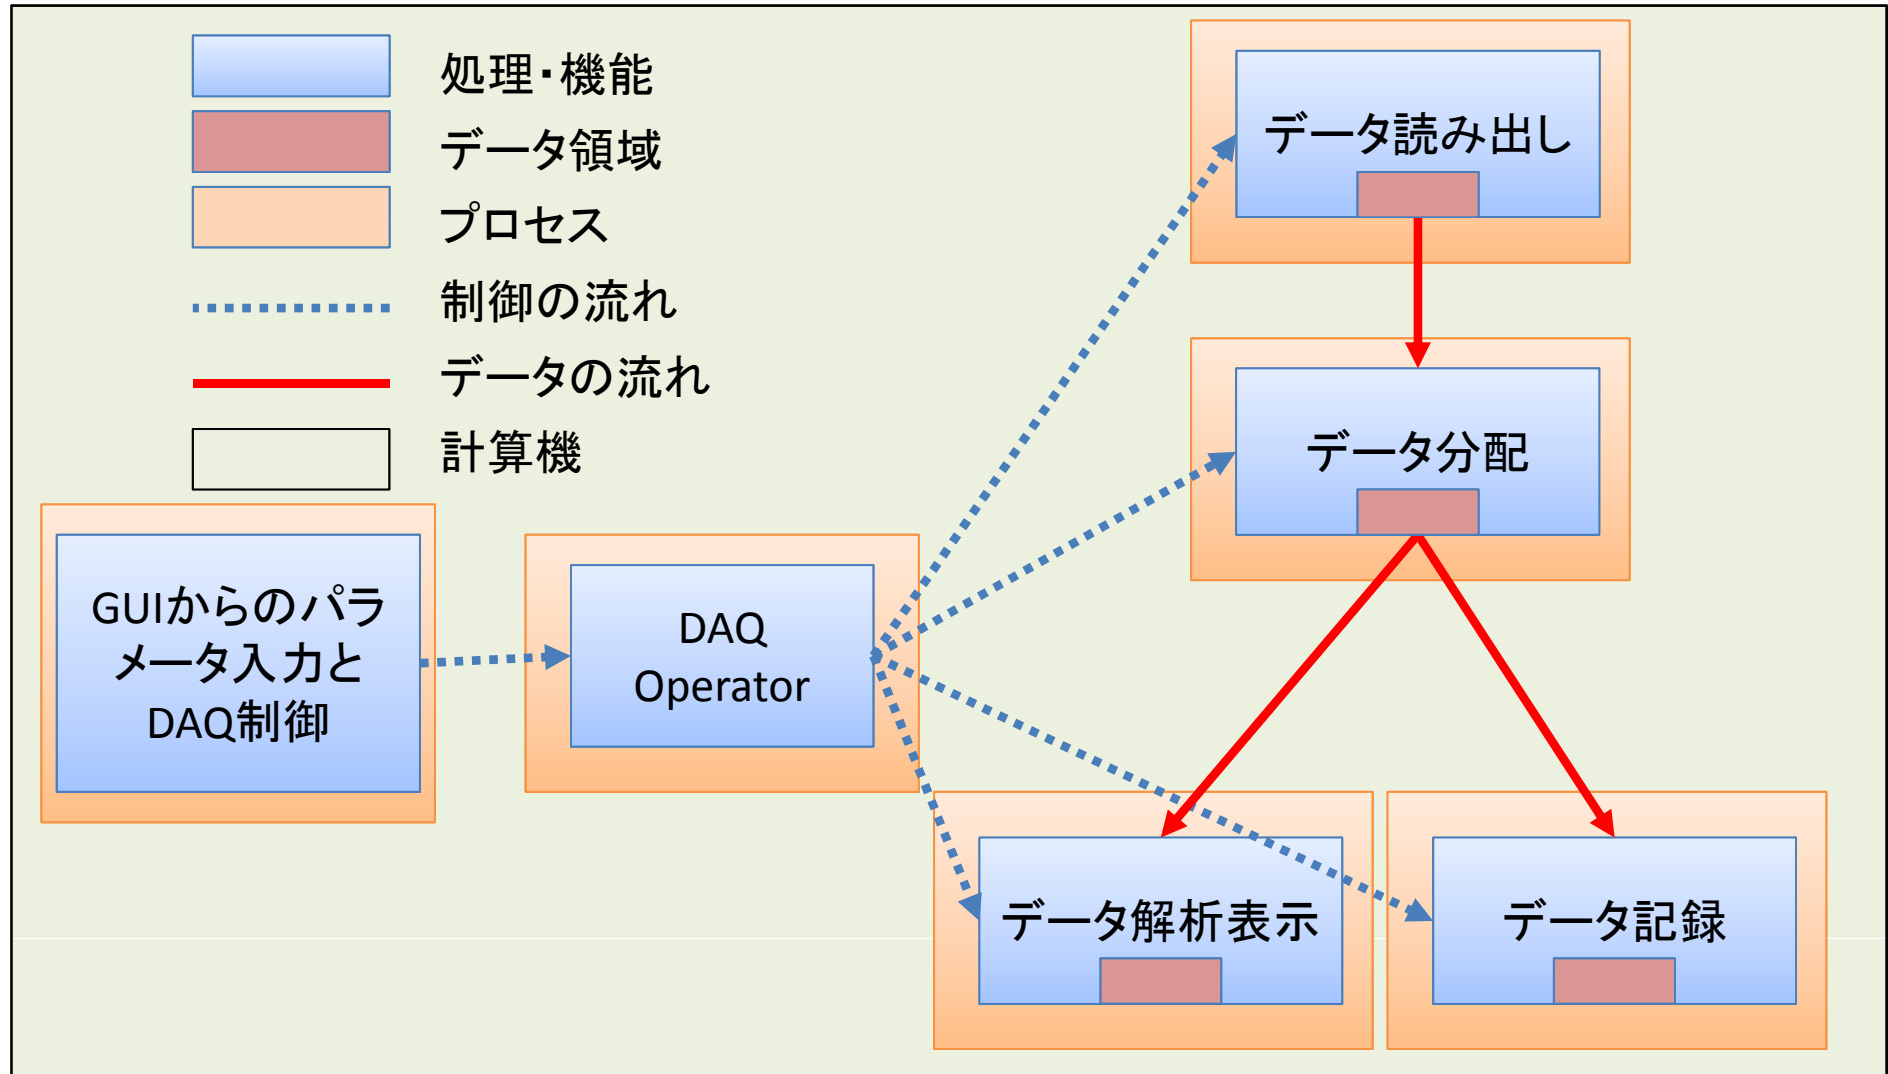 処理・機能
データ領域
プロセス
制御の流れ
データの流れ
計算機
データ読み出し
データ分配
GUIからのパラ
メータ入力と
DAQ制御
DAQ
Operator
データ解析表示
データ記録